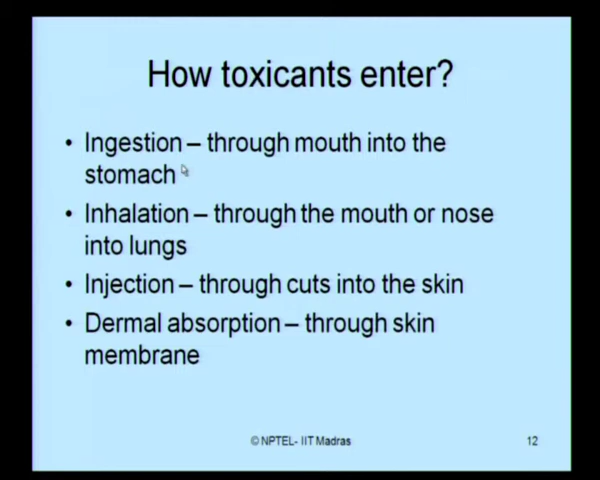 How toxicants enter?
• Ingestion – through mouth into the
stomach
• Inhalation – through the mouth or nose
into lungs
• Injection – through cuts into the skin
• Dermal absorption – through skin
membrane
© NPTEL- IIT Madras
12